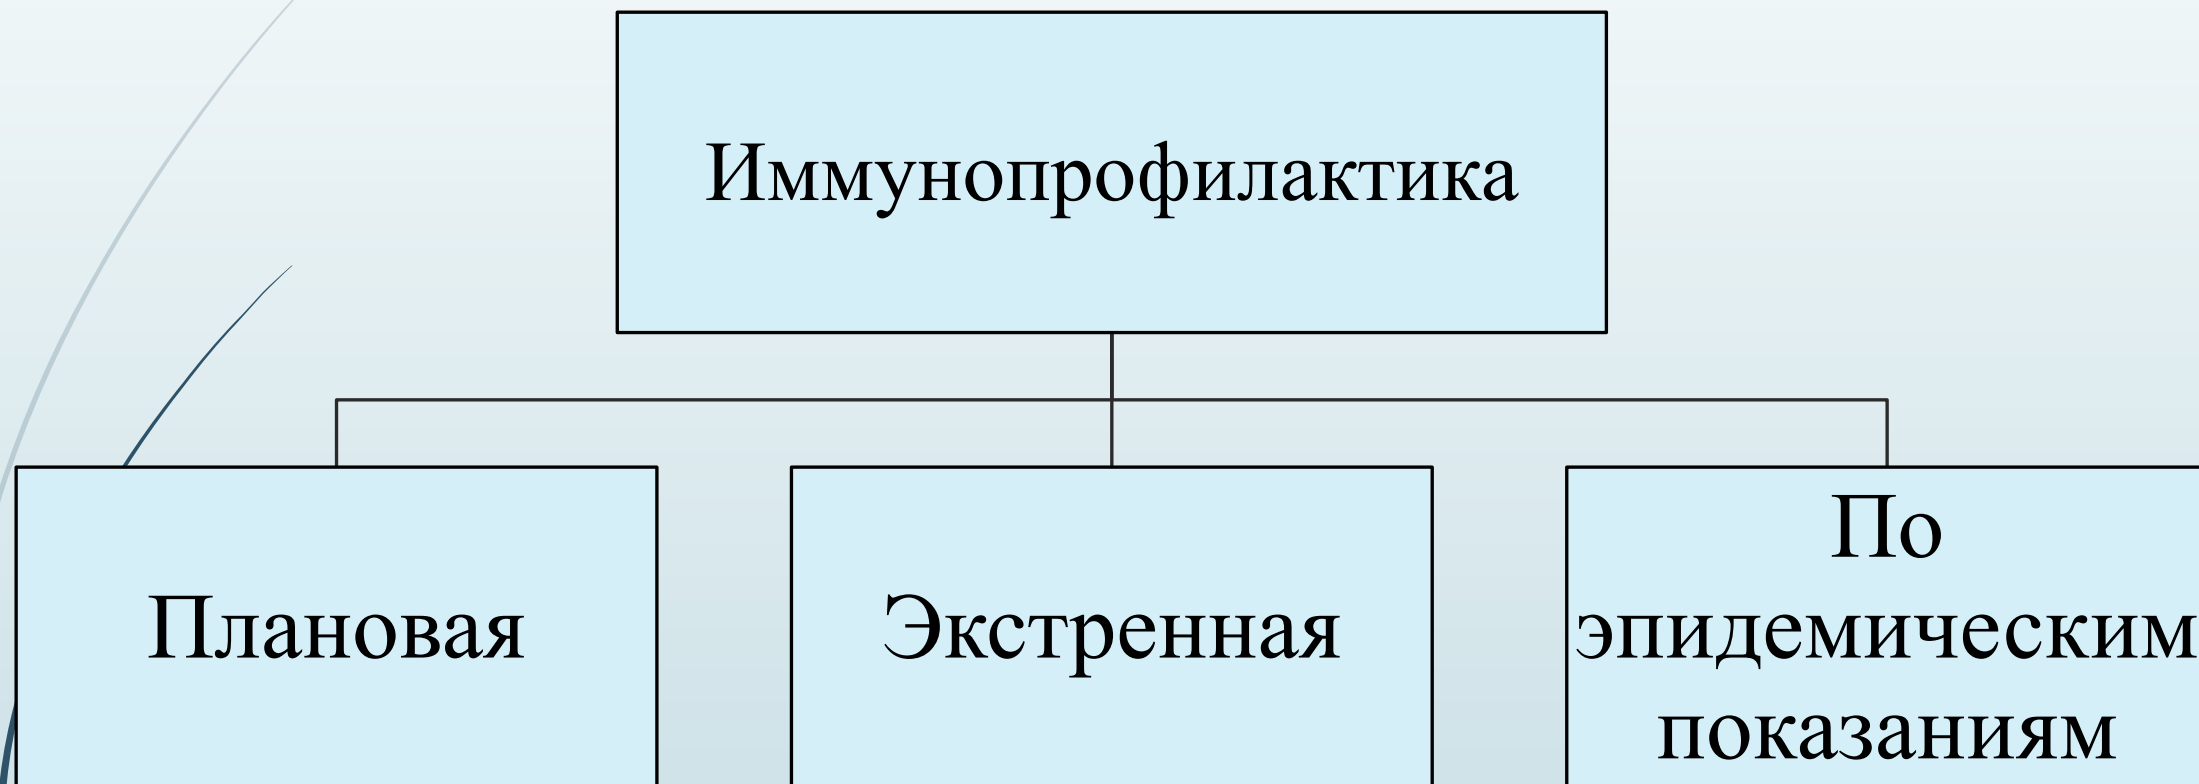 Иммунопрофилактика
Плановая
Экстренная
По
эпидемическим
показаниям